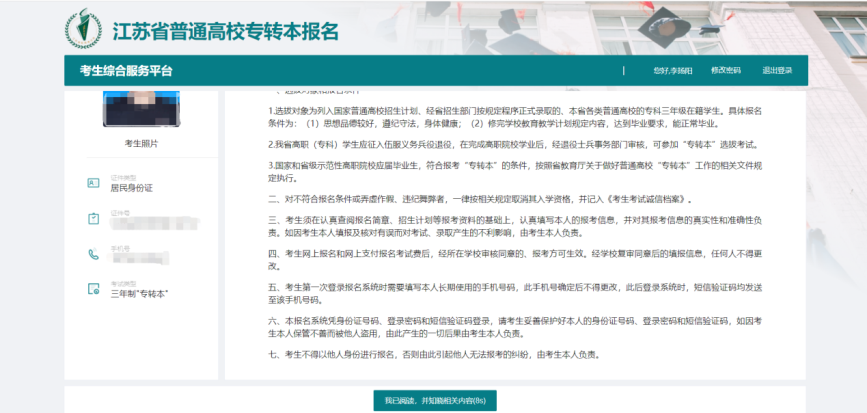 江苏省普通高校专转本报名
考生综合服务平台
您好,李旸阳
修改密码
退出登录
考生照片
证件类型
居民身份证
证件号
手机号
考试类型
三年制"专转本"
1.选拔对象为列入国家普通高校招生计划、经省招生部门按规定程序正式录取的、本省各类普通高校的专科三年级在籍学生。具体报名
条件为：（1）思想品德较好，遵纪守法，身体健康；（2）修完学校教育教学计划规定内容，达到毕业要求，能正常毕业。
2.我省高职（专科）学生应征入伍服义务兵役退役，在完成高职院校学业后，经退役士兵事务部门审核，可参加"专转本"选拔考试。
3.国家和省级示范性高职院校应届毕业生，符合报考"专转本"的条件，按照省教育厅关于做好普通高校"专转本"工作的相关文件规
定执行。
二、对不符合报名条件或弄虚作假、违纪舞弊者，一律按相关规定取消其入学资格，并记入《考生考试诚信档案》。
三、考生须在认真查阅报名简章、招生计划等报考资料的基础上，认真填写本人的报考信息，并对其报考信息的真实性和准确性负
责。如因考生本人填报及核对有误而对考试、录取产生的不利影响，由考生本人负责。
四、考生网上报名和网上支付报名考试费后，经所在学校审核同意的、报考方可生效。经学校复审同意后的填报信息，任何人不得更
改。
五、考生第一次登录报名系统时需要填写本人长期使用的手机号码，此手机号确定后不得更改，此后登录系统时，短信验证码均发送
至该手机号码。
六、本报名系统凭身份证号码、登录密码和短信验证码登录，请考生妥善保护好本人的身份证号码、登录密码和短信验证码，如因考
生本人保管不善而被他人盗用，由此产生的一切后果由考生本人负责。
七、考生不得以他人身份进行报名，否则由此引起他人无法报考的纠纷，由考生本人负责。
我已阅读，并知晓相关内容(8s)